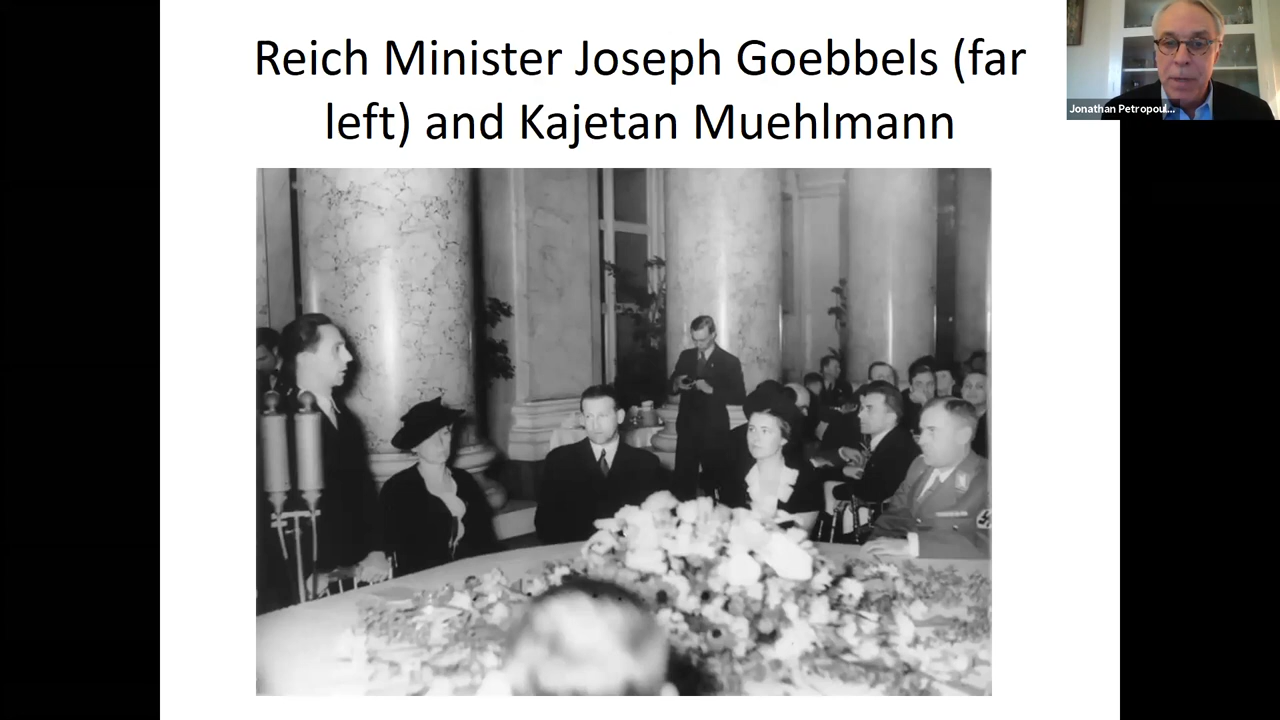 Reich Minister Joseph Goebbels (far
left) and Kajetan Muehlmann
Jonathan Petropoul...